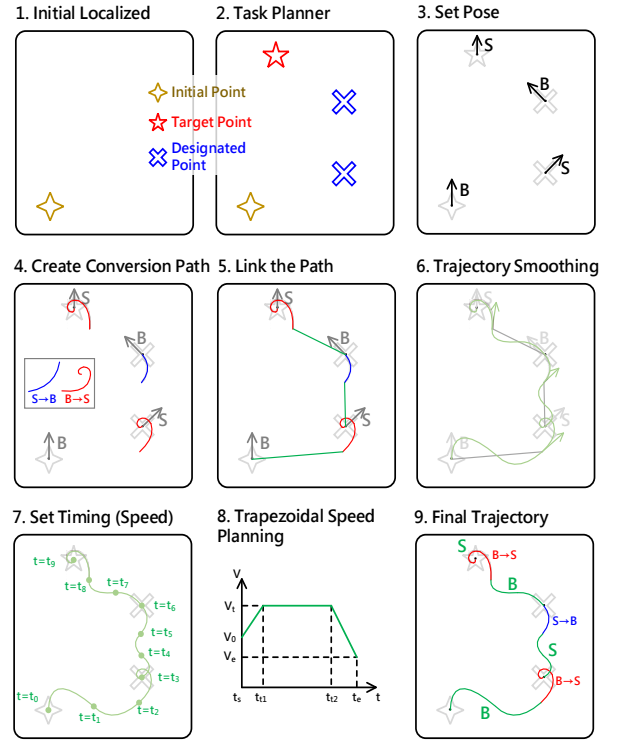 1. Initial Localized
2. Task Planner
3. Set Pose
Initial Point
Target Point
Designated
Point
S
B
S
B
4. Create Conversion Path
5. Link the Path
6. Trajectory Smoothing
S
B
S→B
B→S
S
B
S
B
S
B
S
B
S
B
7. Set Timing (Speed)
8. Trapezoidal Speed
Planning
9. Final Trajectory
t=t₉
t=t₈
t=t₇
t=t₆
t=t₅
t=t₄
t=t₃
t=t₀
t=t₁
t=t₂
V
Vₜ
V₀
Vₑ
tₛ
tₜ₁
tₜ₂
tₑ
t
S
B→S
B
S→B
S
B→S
B